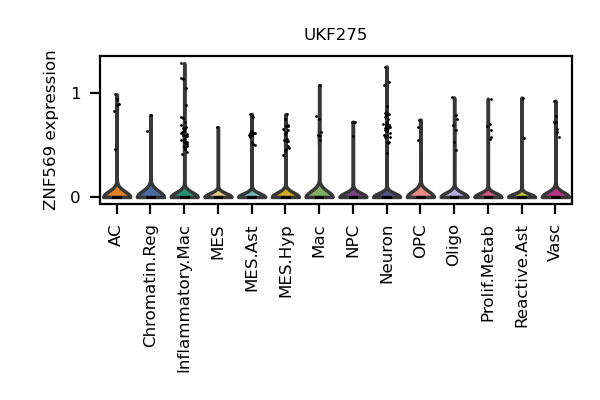 UKF275
ZNF569 expression
1
0
AC
Chromatin.Reg
Inflammatory.Mac
MES
MES.Ast
MES.Hyp
Mac
NPC
Neuron
OPC
Oligo
Prolif.Metab
Reactive.Ast
Vasc